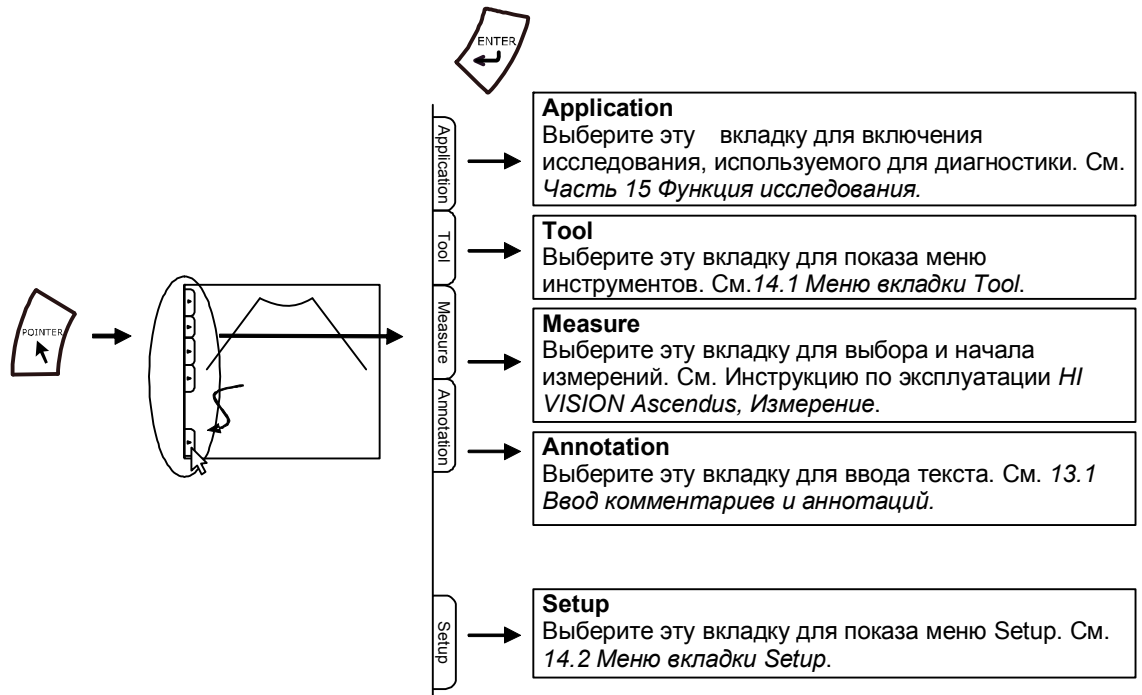 ENTER
Application
Выберите эту вкладку для включения
исследования, используемого для диагностики. См.
Часть 15 Функция исследования.
Application
Tool
Выберите эту вкладку для показа меню
инструментов. См.14.1 Меню вкладки Tool.
Tool
POINTER
Measure
Выберите эту вкладку для выбора и начала
измерений. См. Инструкцию по эксплуатации HI
VISION Ascendus, Измерение.
Measure
Annotation
Выберите эту вкладку для ввода текста. См. 13.1
Ввод комментариев и аннотаций.
Annotation
Setup
Выберите эту вкладку для показа меню Setup. См.
14.2 Меню вкладки Setup.
Setup